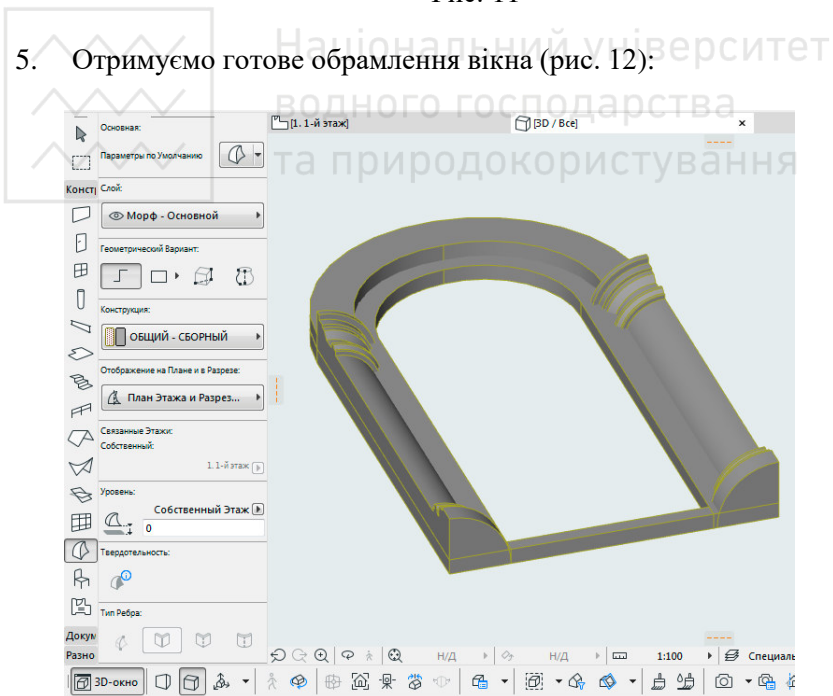 Рис. 11
5. Отримуємо готове обрамлення вікна (рис. 12):
Національний університет
водного господарства
та природокористування
Основная:
Параметры по Умолчанию
Констр
Слой:
Морф - Основной
Геометрический Вариант:
Конструкция:
ОБЩИЙ - СБОРНЫЙ
Отображение на Плане и в Разрезе:
План Этажа и Разрез...
Связанные Этажи:
Собственный:
1. 1-й этаж
Уровень:
Собственный Этаж
0
Твердотельность:
Тип Ребра:
Докум
Разно
[1. 1-й этаж]
[3D / Все]
Н/Д
Н/Д
1:100
Специаль
3D-окно